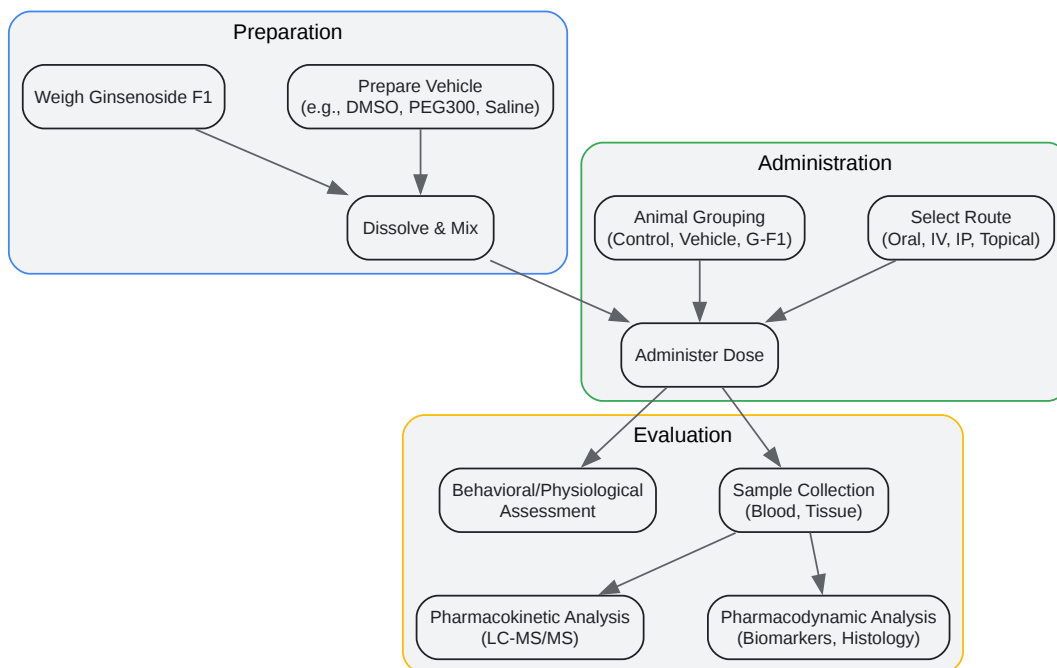 Preparation
Weigh Ginsenoside F1
Prepare Vehicle
(e.g., DMSO, PEG300, Saline)
Dissolve & Mix
Administration
Animal Grouping
(Control, Vehicle, G-F1)
Select Route
(Oral, IV, IP, Topical)
Administer Dose
Evaluation
Behavioral/Physiological
Assessment
Sample Collection
(Blood, Tissue)
Pharmacokinetic Analysis
(LC-MS/MS)
Pharmacodynamic Analysis
(Biomarkers, Histology)